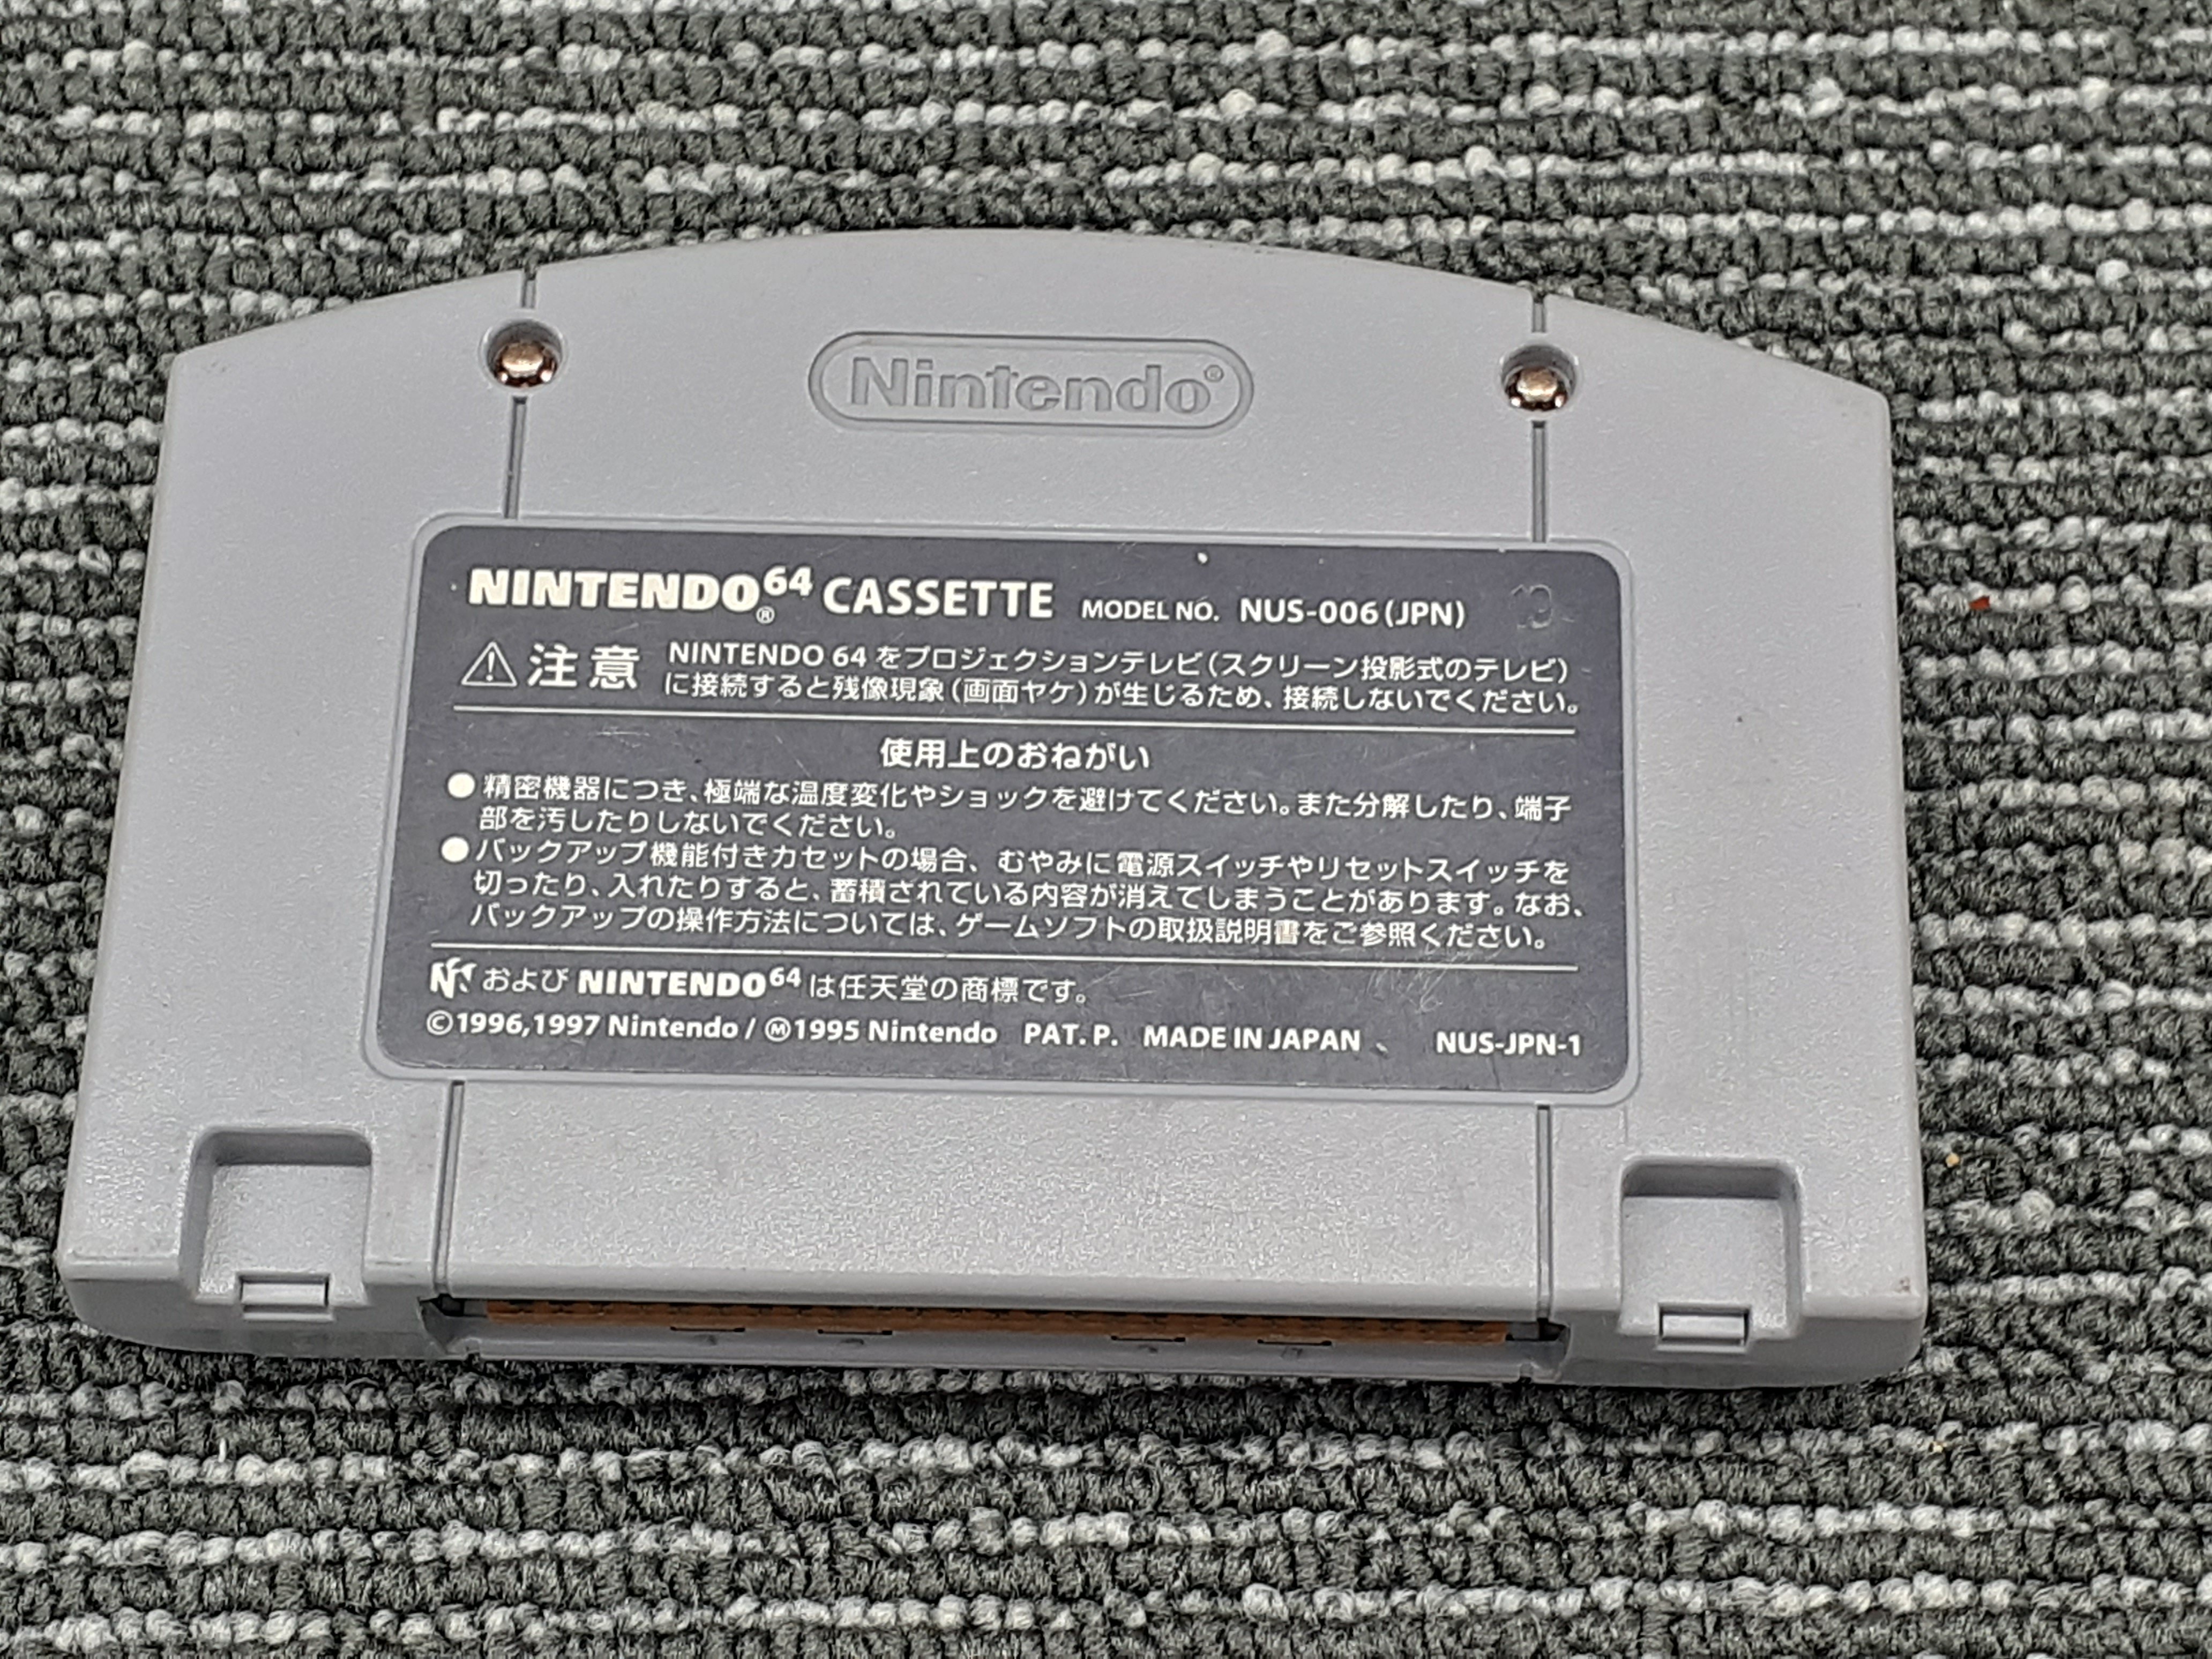 Nintendo®
NINTENDO64® CASSETTE MODEL NO. NUS-006(JPN) 10
⚠注意 NINTENDO 64 をプロジェクションテレビ(スクリーン投影式のテレビ)
に接続すると残像現象(画面ヤケ)が生じるため、接続しないでください。
使用上のおねがい
●精密機器につき、極端な温度変化やショックを避けてください。また分解したり、端子
部を汚したりしないでください。
●バックアップ機能付きカセットの場合、むやみに電源スイッチやリセットスイッチを
切ったり、入れたりすると、蓄積されている内容が消えてしまうことがあります。なお、
バックアップの操作方法については、ゲームソフトの取扱説明書をご参照ください。
および NINTENDO64 は任天堂の商標です。
©1996,1997 Nintendo / Ⓜ1995 Nintendo PAT. P. MADE IN JAPAN NUS-JPN-1